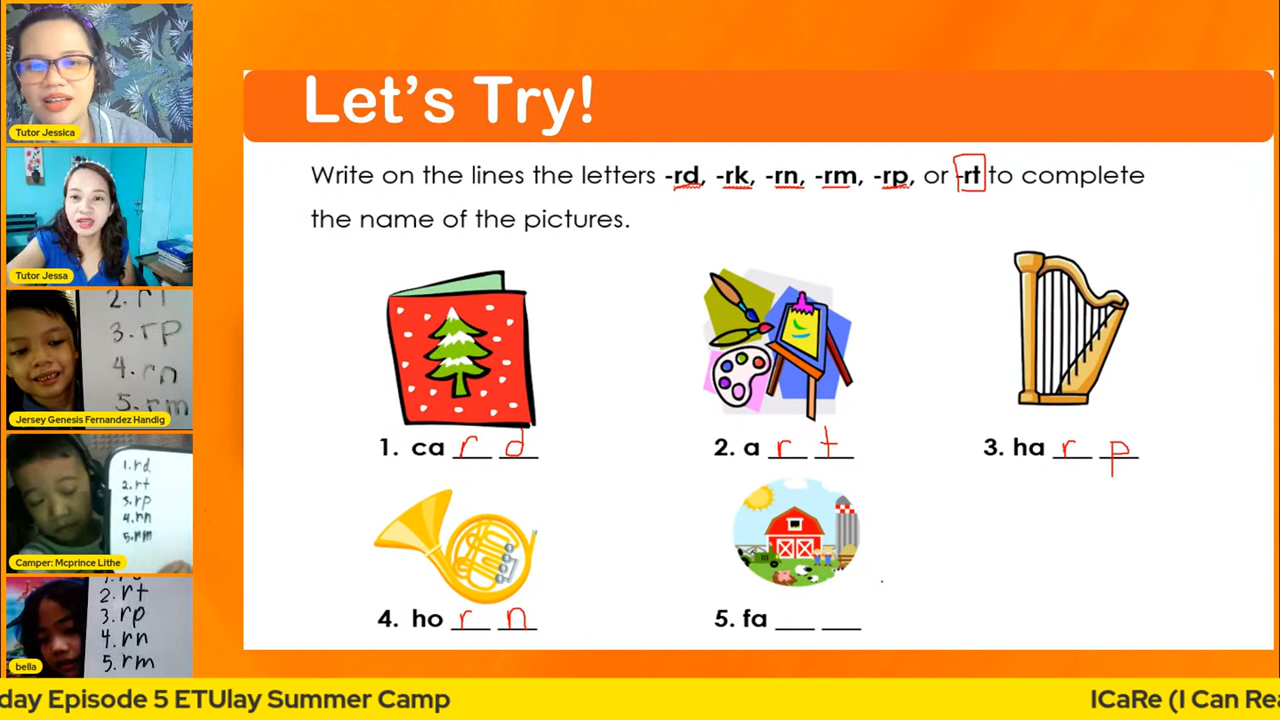 Let's Try!
Write on the lines the letters -rd, -rk, -rn, -rm, -rp, or -rt to complete
the name of the pictures.
1. ca r d
2. a r t
3. ha r p
4. ho r n
5. fa __ __
Tutor Jessica
Tutor Jessa
3. rp
4. rn
5. rm
Jersey Genesis Fernandez Handig
1. rd
2. rt
3. rp
4. rn
5. rm
Camper: Mcprince Lithe
2. rt
3. rp
4. rn
5. rm
bella
day Episode 5 ETUlay Summer Camp
ICaRe (I Can Rea